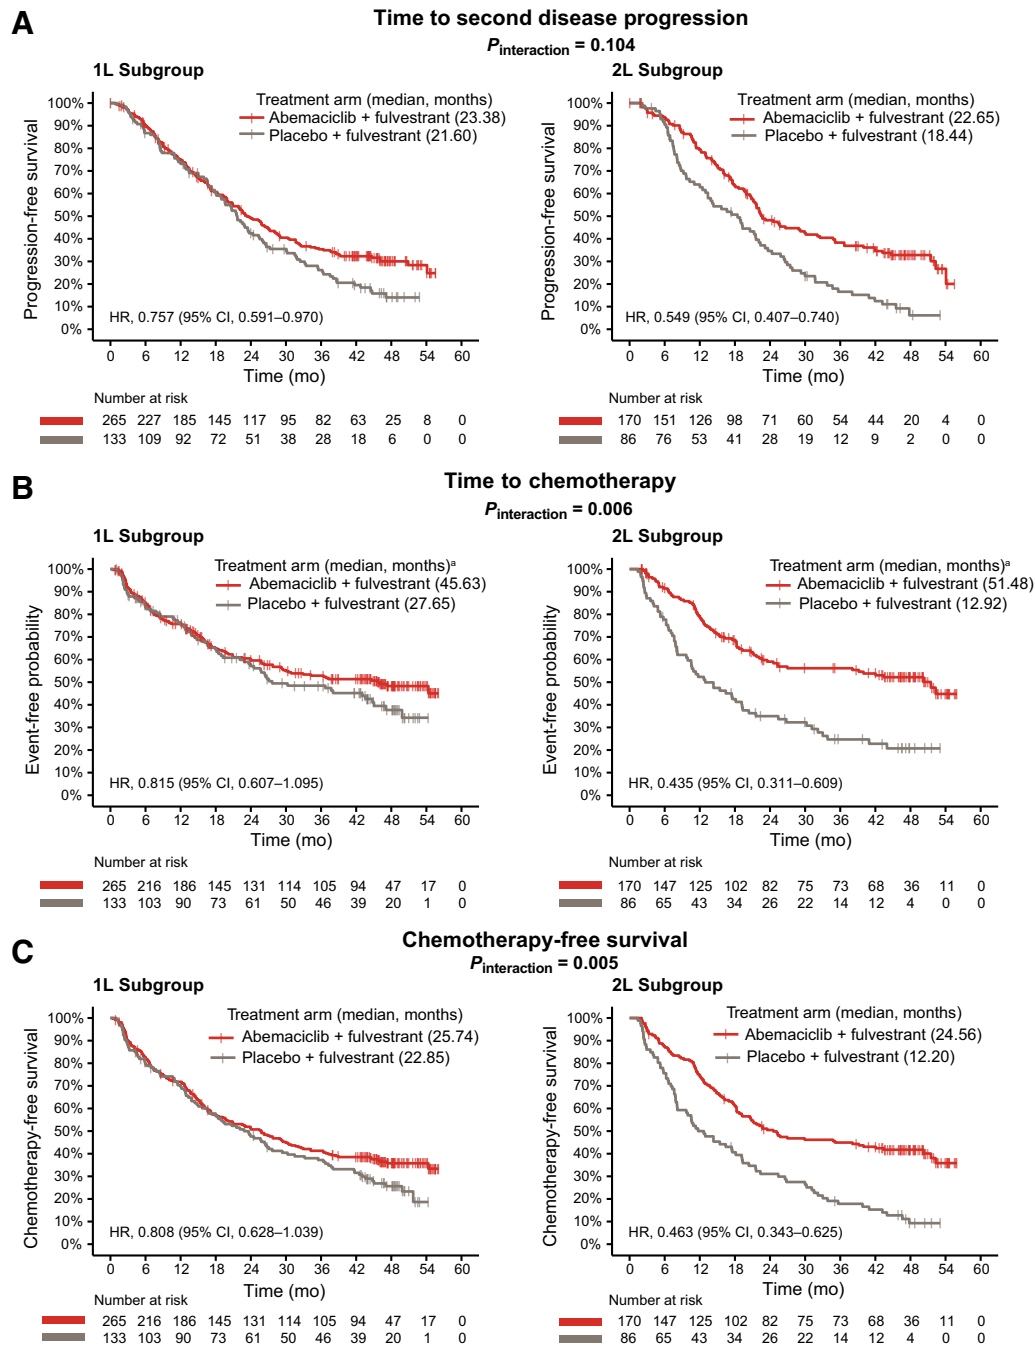 A
Time to second disease progression
Pinteraction = 0.104
1L Subgroup
Treatment arm (median, months)
Abemaciclib + fulvestrant (23.38)
Placebo + fulvestrant (21.60)
Progression-free survival
100%
90%
80%
70%
60%
50%
40%
30%
20%
10%
0%
HR, 0.757 (95% CI, 0.591–0.970)
0 6 12 18 24 30 36 42 48 54 60
Time (mo)
Number at risk
265 227 185 145 117 95 82 63 25 8 0
133 109 92 72 51 38 28 18 6 0 0
2L Subgroup
Treatment arm (median, months)
Abemaciclib + fulvestrant (22.65)
Placebo + fulvestrant (18.44)
Progression-free survival
100%
90%
80%
70%
60%
50%
40%
30%
20%
10%
0%
HR, 0.549 (95% CI, 0.407–0.740)
0 6 12 18 24 30 36 42 48 54 60
Time (mo)
Number at risk
170 151 126 98 71 60 54 44 20 4 0
86 76 53 41 28 19 12 9 2 0 0
B
Time to chemotherapy
Pinteraction = 0.006
1L Subgroup
Treatment arm (median, months)a
Abemaciclib + fulvestrant (45.63)
Placebo + fulvestrant (27.65)
Event-free probability
100%
90%
80%
70%
60%
50%
40%
30%
20%
10%
0%
HR, 0.815 (95% CI, 0.607–1.095)
0 6 12 18 24 30 36 42 48 54 60
Time (mo)
Number at risk
265 216 186 145 131 114 105 94 47 17 0
133 103 90 73 61 50 46 39 20 1 0
2L Subgroup
Treatment arm (median, months)a
Abemaciclib + fulvestrant (51.48)
Placebo + fulvestrant (12.92)
Event-free probability
100%
90%
80%
70%
60%
50%
40%
30%
20%
10%
0%
HR, 0.435 (95% CI, 0.311–0.609)
0 6 12 18 24 30 36 42 48 54 60
Time (mo)
Number at risk
170 147 125 102 82 75 73 68 36 11 0
86 65 43 34 26 22 14 12 4 0 0
C
Chemotherapy-free survival
Pinteraction = 0.005
1L Subgroup
Treatment arm (median, months)
Abemaciclib + fulvestrant (25.74)
Placebo + fulvestrant (22.85)
Chemotherapy-free survival
100%
90%
80%
70%
60%
50%
40%
30%
20%
10%
0%
HR, 0.808 (95% CI, 0.628–1.039)
0 6 12 18 24 30 36 42 48 54 60
Time (mo)
Number at risk
265 216 186 145 131 114 105 94 47 17 0
133 103 90 73 61 50 46 39 20 1 0
2L Subgroup
Treatment arm (median, months)
Abemaciclib + fulvestrant (24.56)
Placebo + fulvestrant (12.20)
Chemotherapy-free survival
100%
90%
80%
70%
60%
50%
40%
30%
20%
10%
0%
HR, 0.463 (95% CI, 0.343–0.625)
0 6 12 18 24 30 36 42 48 54 60
Time (mo)
Number at risk
170 147 125 102 82 75 73 68 36 11 0
86 65 43 34 26 22 14 12 4 0 0